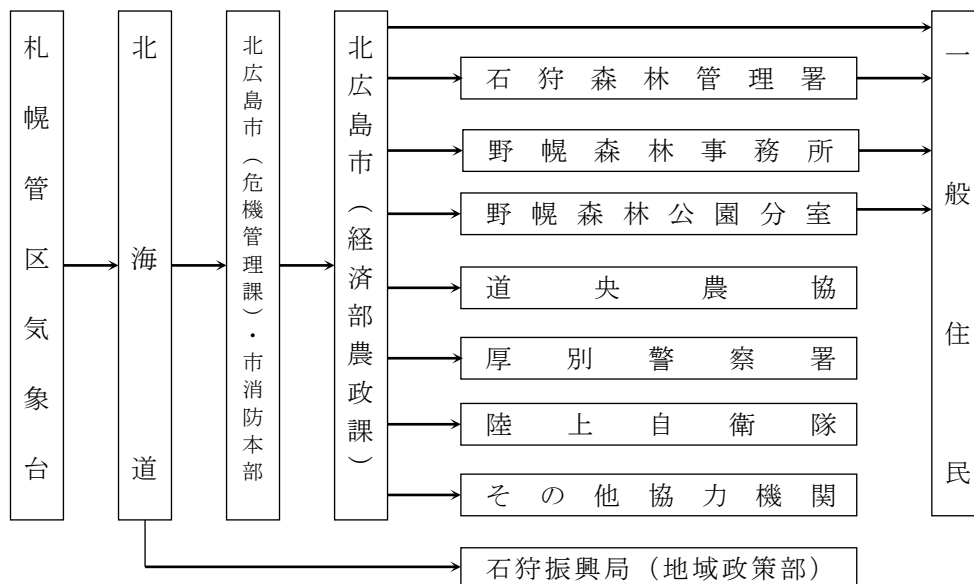 札幌管区気象台
北海道
北広島市（危機管理課）・市消防本部
北広島市（経済部農政課）
石狩森林管理署
野幌森林事務所
野幌森林公園分室
道央農協
厚別警察署
陸上自衛隊
その他協力機関
石狩振興局（地域政策部）
一般住民